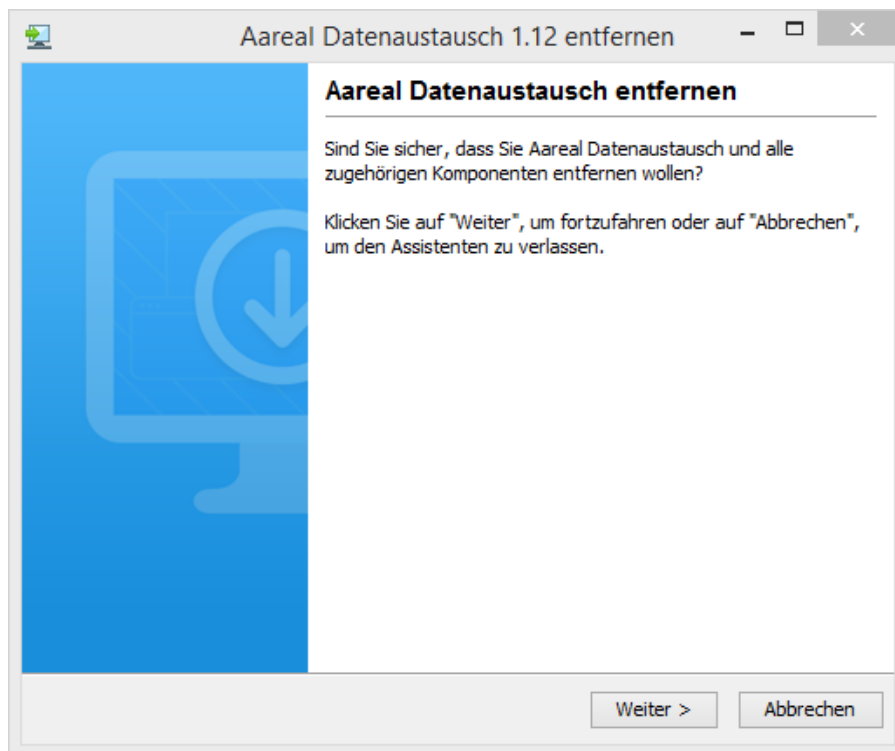 Aareal Datenaustausch 1.12 entfernen
Aareal Datenaustausch entfernen
Sind Sie sicher, dass Sie Aareal Datenaustausch und alle
zugehörigen Komponenten entfernen wollen?
Klicken Sie auf "Weiter", um fortzufahren oder auf "Abbrechen",
um den Assistenten zu verlassen.
Weiter >
Abbrechen